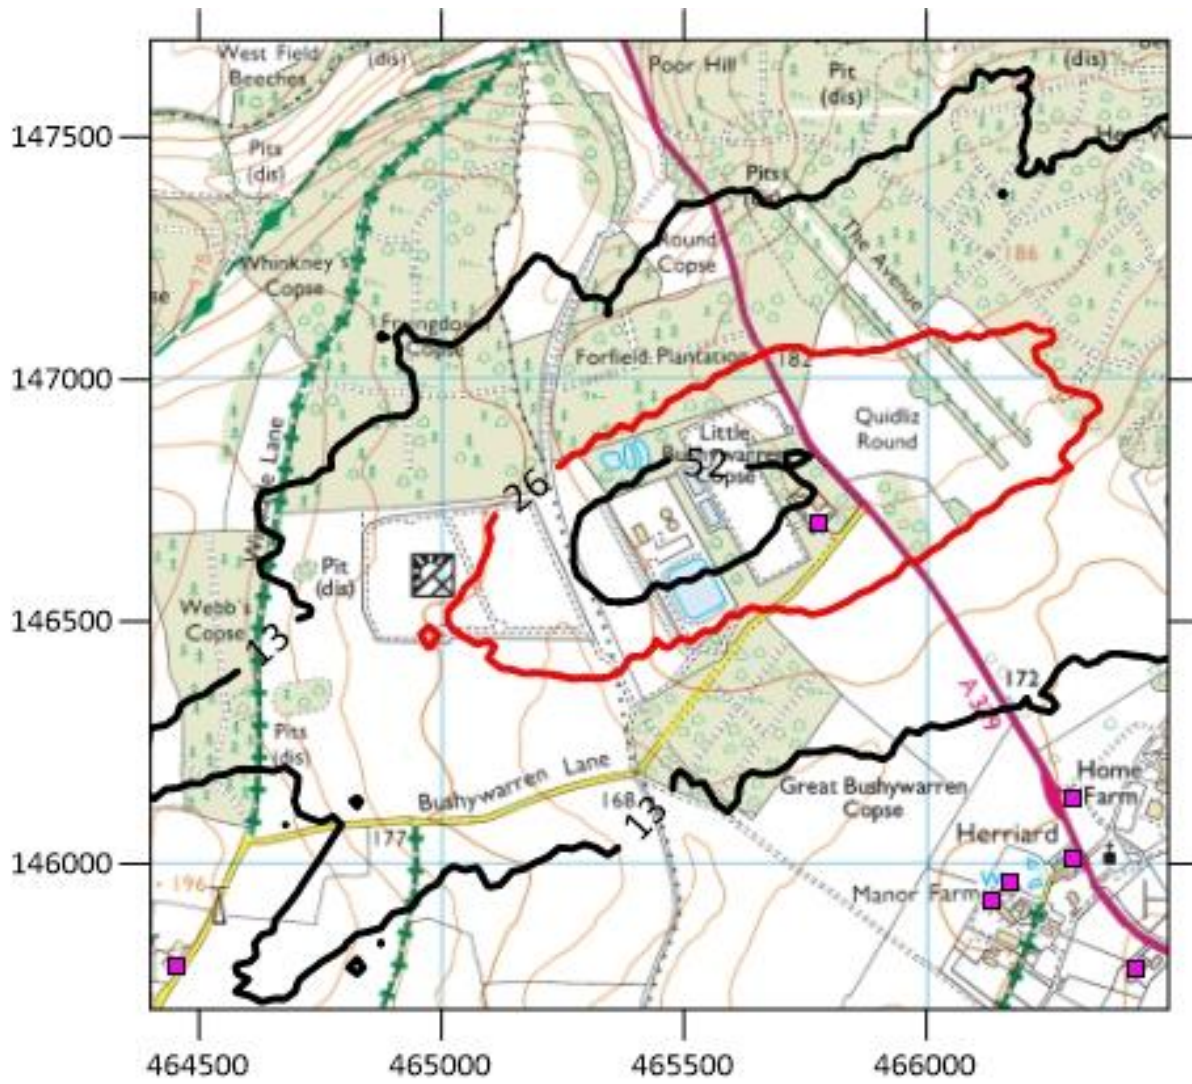 West Field
Beeches
(dis)
Poor Hill
Pit
(dis)
(dis)
147500
Pits
(dis)
Pits
The Avenue
Round
Copse
186
178
Whinkney's
Copse
se
Copse
Forfield Plantation
182
147000
Quidliz
Round
Little
Bushywarren
Copse
52
26
Lane
Pit
(dis)
146500
Webb's
Copse
13
172
A339
Pits
(dis)
Bushywarren Lane
168
13
Great Bushywarren
Copse
Home
Farm
177
Herriard
146000
196
Manor Farm
W
464500
465000
465500
466000